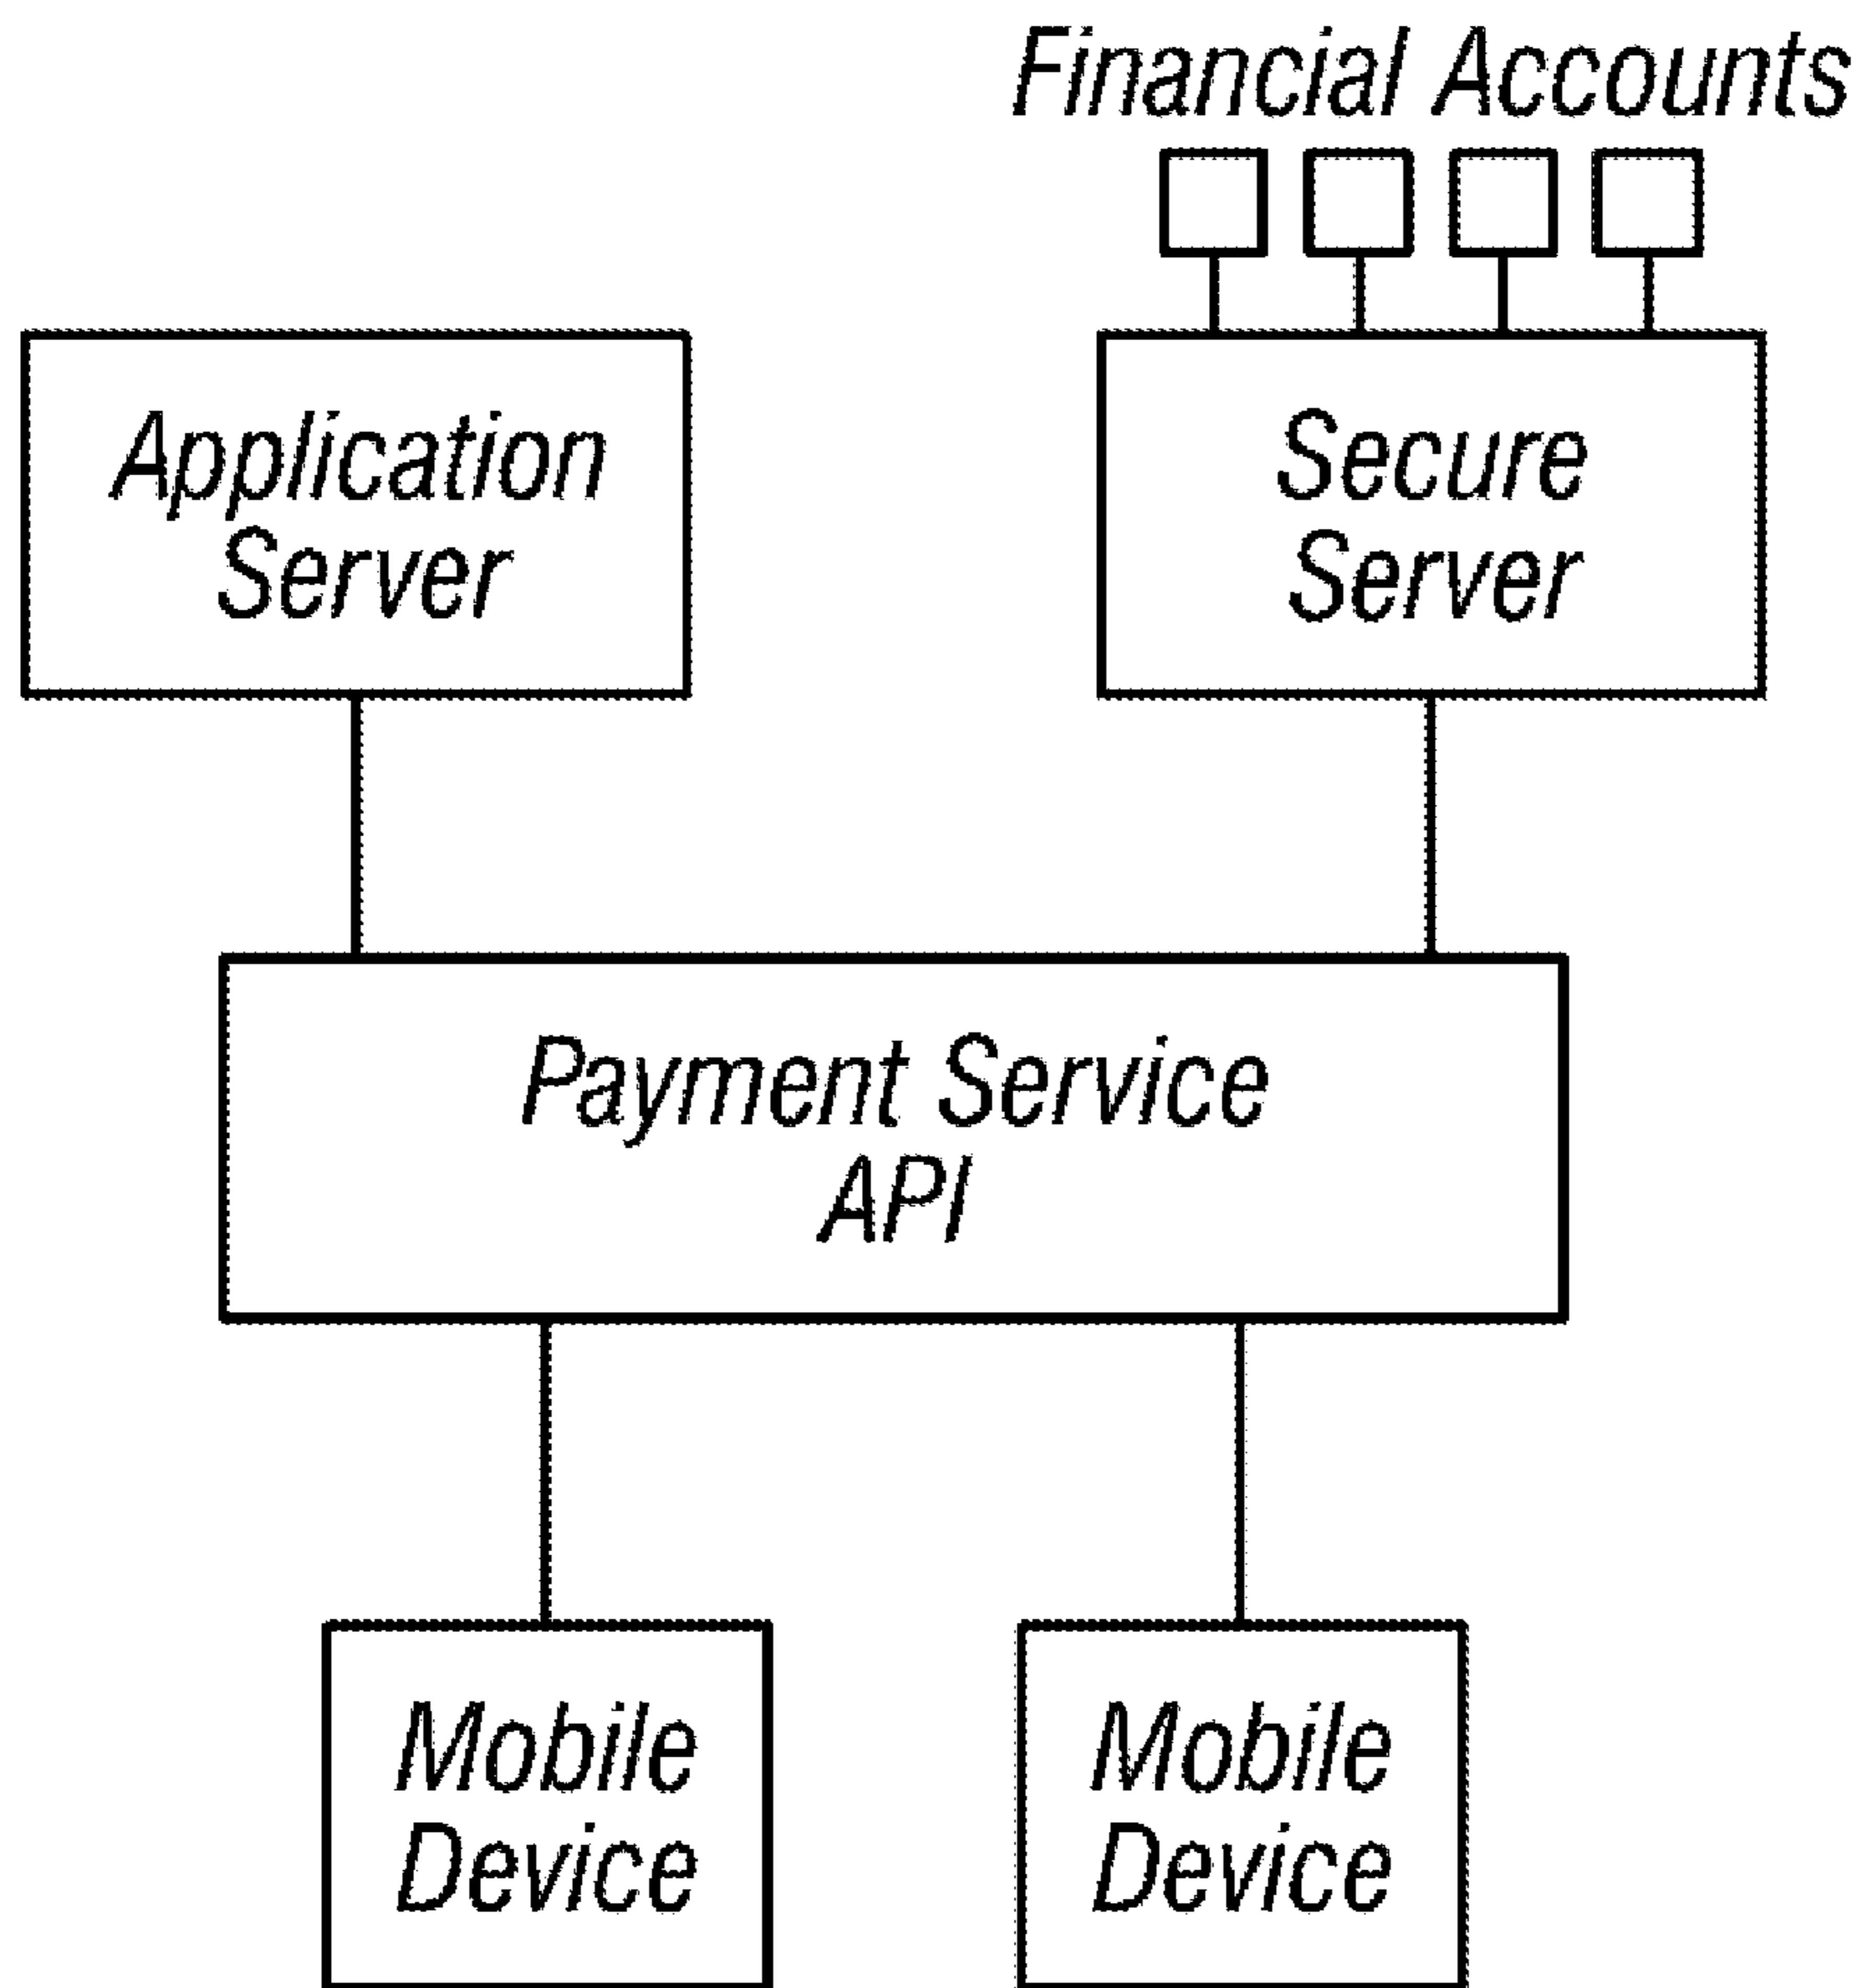 Financial Accounts
Application
Server
Secure
Server
Payment Service
API
Mobile
Device
Mobile
Device